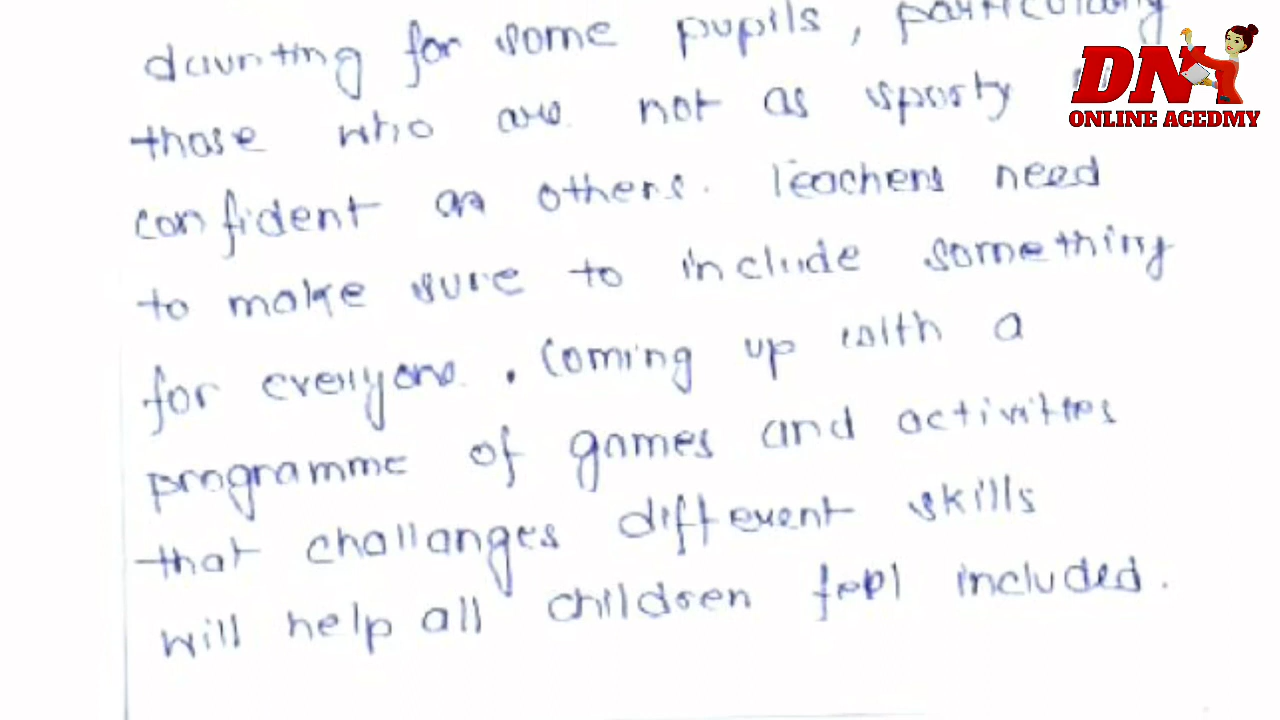 daunting for some pupils, particularly
those who are not as sporty
confident as others. Teachers need
to make sure to include something
for everyone. Coming up with a
programme of games and activities
that challanges different skills
will help all children feel included.
DN
ONLINE ACEDMY